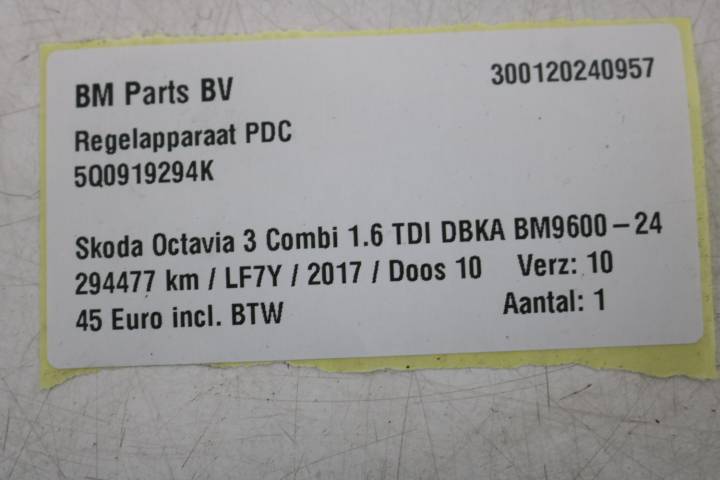 BM Parts BV 300120240957
Regelapparaat PDC
5Q0919294K
Skoda Octavia 3 Combi 1.6 TDI DBKA BM9600-24
294477 km / LF7Y / 2017 / Doos 10 Verz: 10
45 Euro incl. BTW Aantal: 1